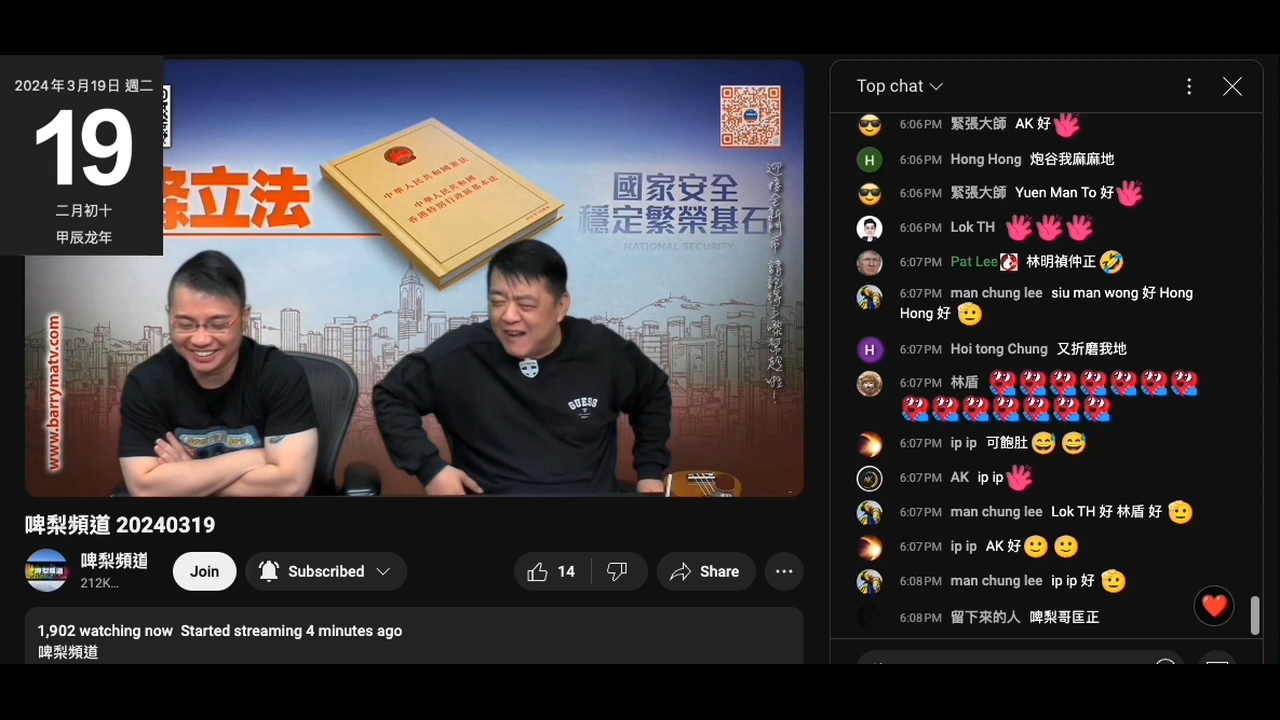 2024年3月19日 週二
19
二月初十
甲辰龙年
條立法
中華人民共和國憲法
中華人民共和國
香港特別行政區基本法
國家安全
穩定繁榮基石
NATIONAL SECURITY
www.barrymatv.com
GUESS
啤梨頻道 20240319
啤梨頻道
212K...
Join
Subscribed
14
Share
1,902 watching now Started streaming 4 minutes ago
啤梨頻道
Top chat
6:06PM 緊張大師 AK 好
H
6:06PM Hong Hong 炮谷我麻麻地
6:06PM 緊張大師 Yuen Man To 好
6:06PM Lok TH
6:07PM Pat Lee 林明禎仲正🤣
6:07PM man chung lee siu man wong 好 Hong
Hong 好 🫡
H
6:07PM Hoi tong Chung 又折磨我地
6:07PM 林盾
6:07PM ip ip 可飽肚😅😅
6:07PM AK ip ip
6:07PM man chung lee Lok TH 好 林盾 好 🫡
6:07PM ip ip AK 好🙂🙂
6:08PM man chung lee ip ip 好 🫡
6:08PM 留下來的人 啤梨哥匡正